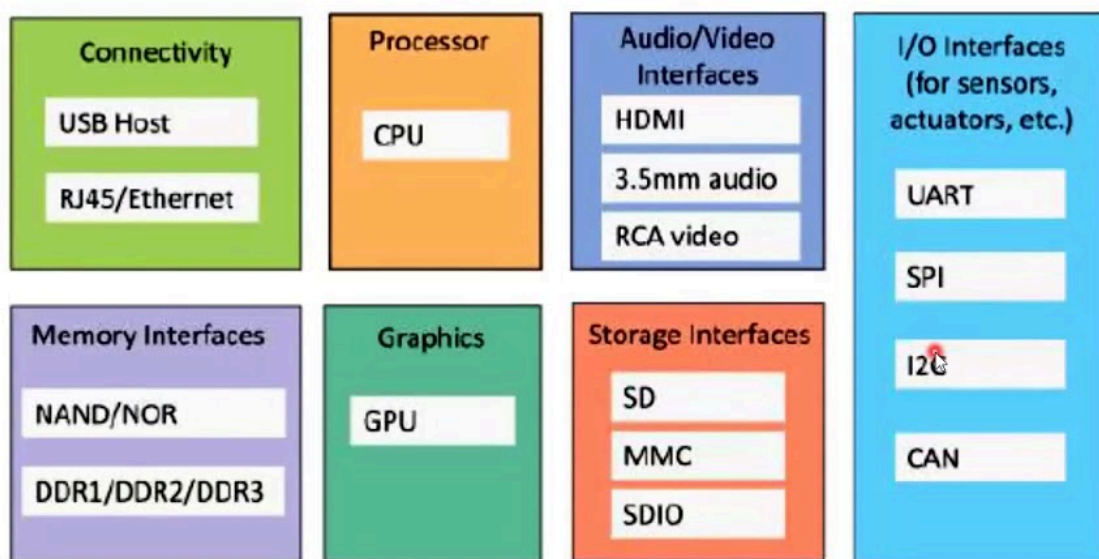 Connectivity
USB Host
RJ45/Ethernet
Processor
CPU
Audio/Video
Interfaces
HDMI
3.5mm audio
RCA video
I/O Interfaces
(for sensors,
actuators, etc.)
UART
SPI
I2C
CAN
Memory Interfaces
NAND/NOR
DDR1/DDR2/DDR3
Graphics
GPU
Storage Interfaces
SD
MMC
SDIO